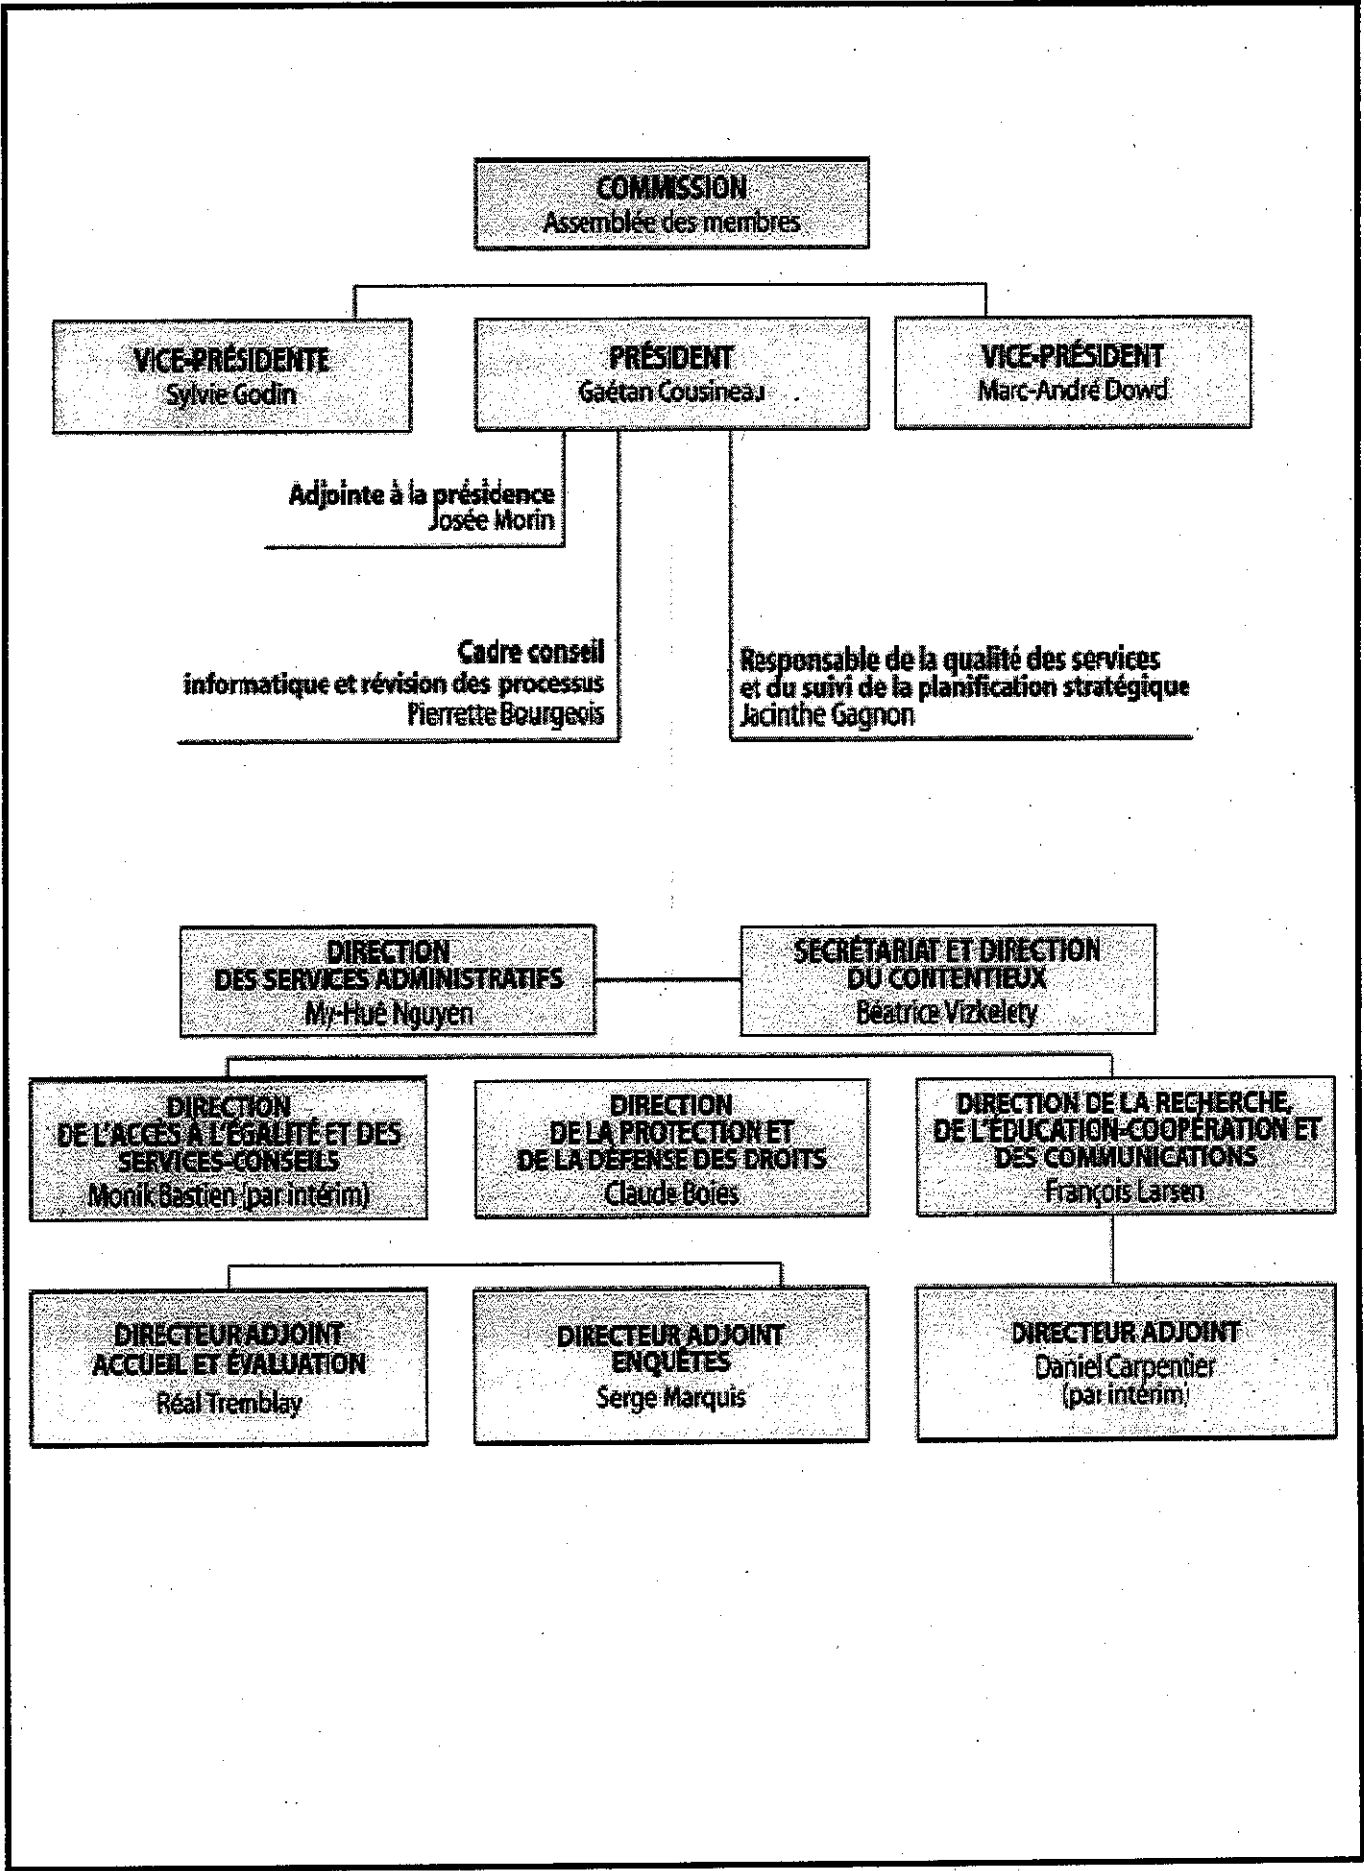 COMMISSION
Assemblée des membres
VICE-PRÉSIDENTE
Sylvie Godin
PRÉSIDENT
Gaétan Cousineau
VICE-PRÉSIDENT
Marc-André Dowd
Adjointe à la présidence
Josée Morin
Cadre conseil
informatique et révision des processus
Pierrette Bourgeois
Responsable de la qualité des services
et du suivi de la planification stratégique
Jacinthe Gagnon
DIRECTION
DES SERVICES ADMINISTRATIFS
My-Huê Nguyen
SECRÉTARIAT ET DIRECTION
DU CONTENTIEUX
Béatrice Vizkelety
DIRECTION
DE L'ACCÈS À L'ÉGALITÉ ET DES
SERVICES-CONSEILS
Monik Bastien (par intérim)
DIRECTION
DE LA PROTECTION ET
DE LA DÉFENSE DES DROITS
Claude Boies
DIRECTION DE LA RECHERCHE,
DE L'ÉDUCATION-COOPÉRATION ET
DES COMMUNICATIONS
François Larsen
DIRECTEUR ADJOINT
ACCUEIL ET ÉVALUATION
Réal Tremblay
DIRECTEUR ADJOINT
ENQUÊTES
Serge Marquis
DIRECTEUR ADJOINT
Daniel Carpentier
(par intérim)